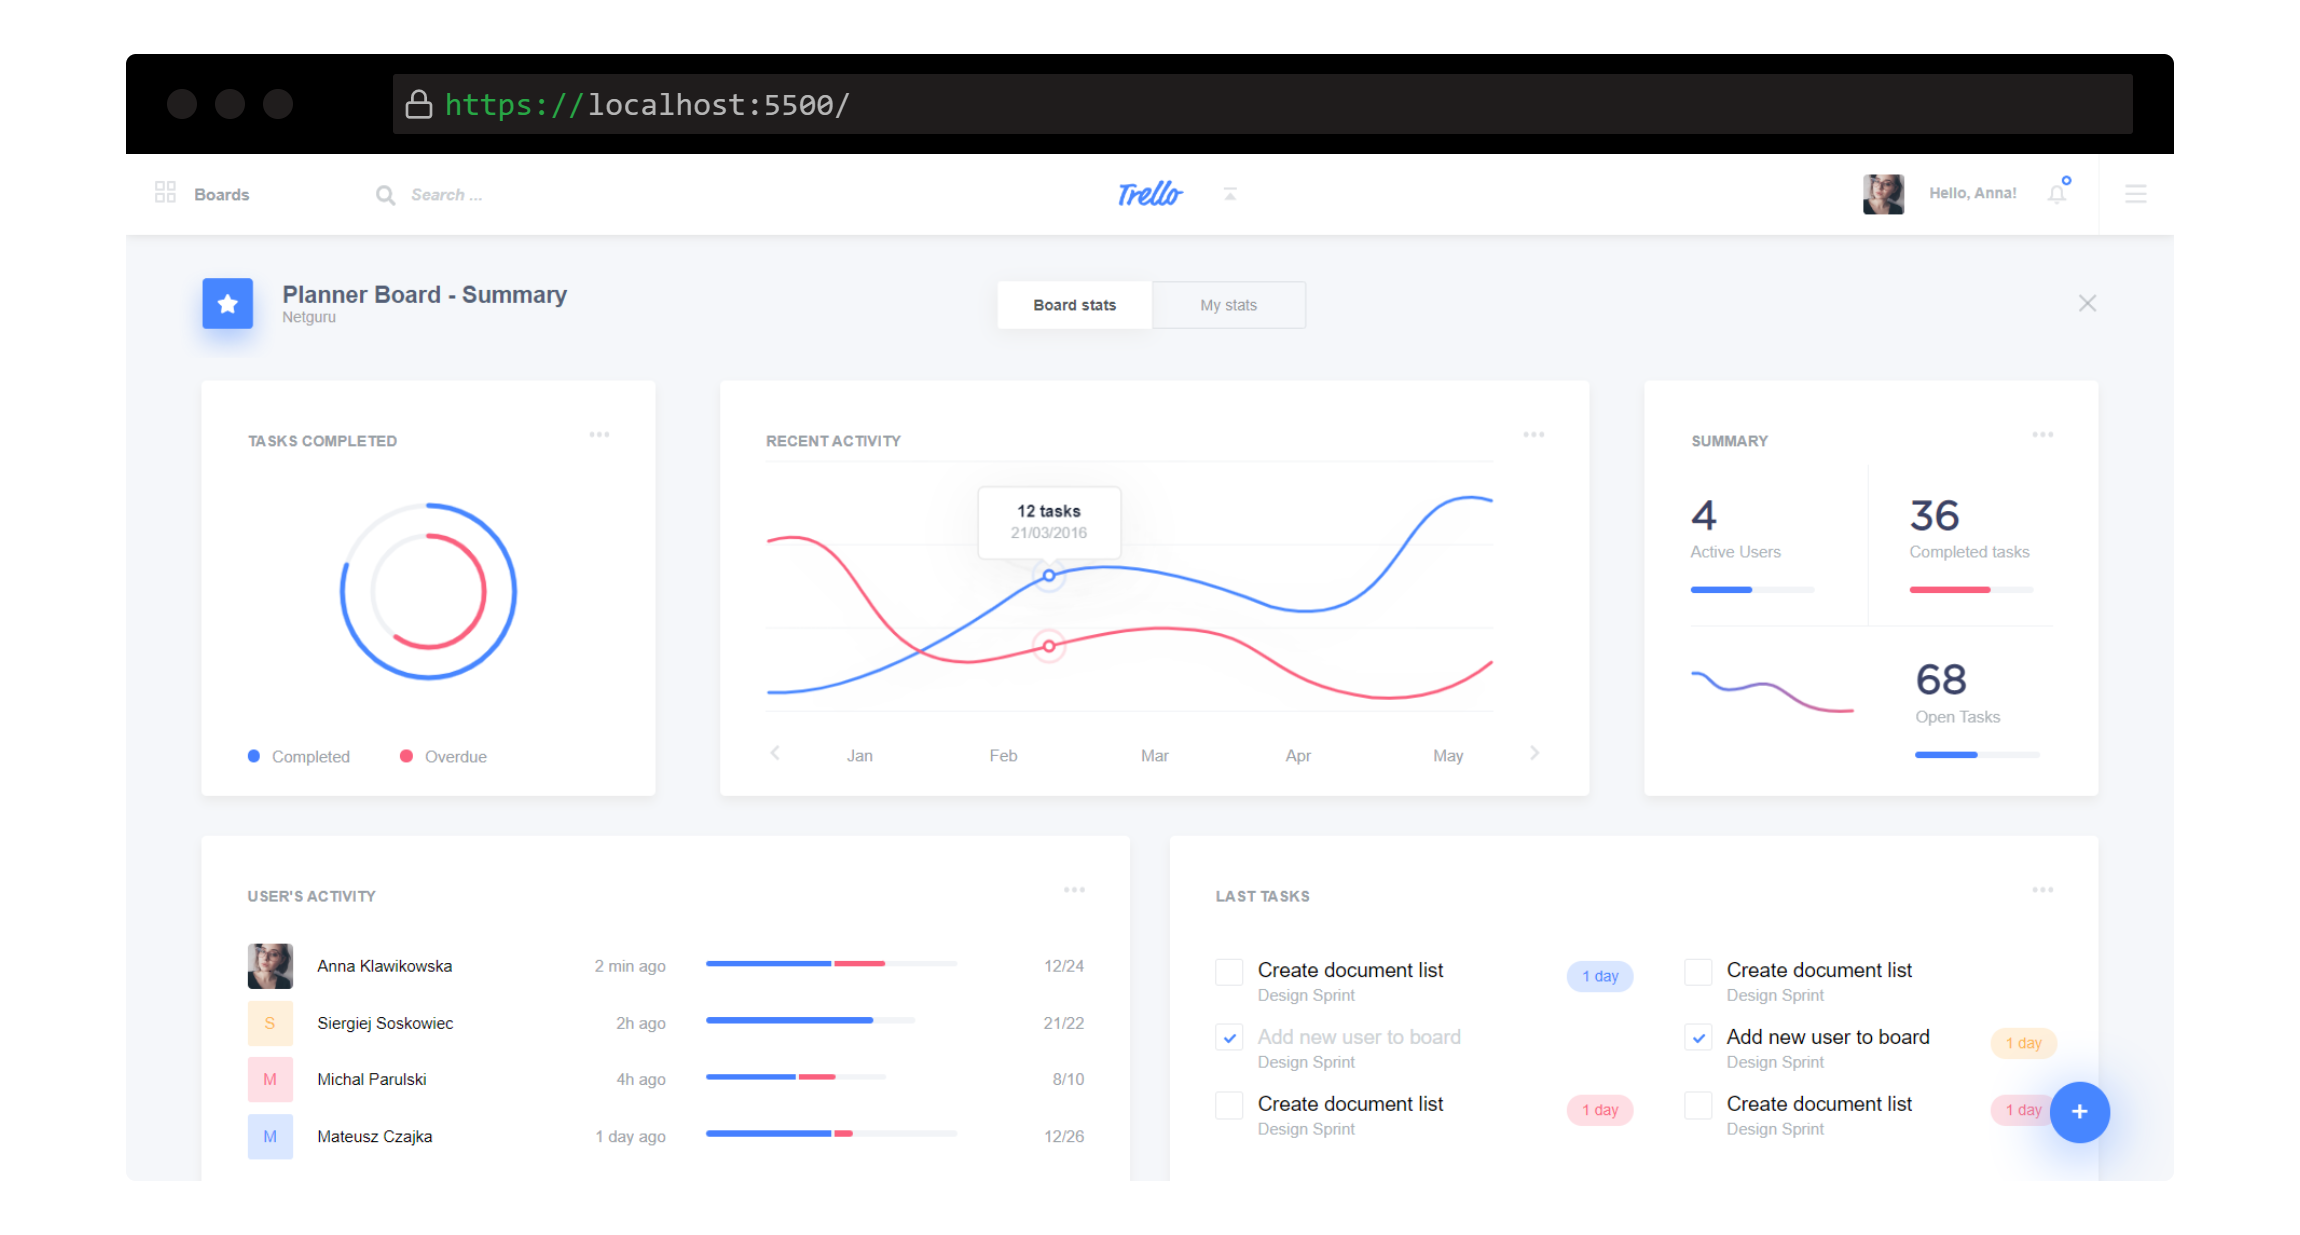 https://localhost:5500/
Boards
Search ...
Trello
Hello, Anna!
Planner Board - Summary
Netguru
Board stats
My stats
TASKS COMPLETED
Completed
Overdue
RECENT ACTIVITY
12 tasks
21/03/2016
Jan
Feb
Mar
Apr
May
SUMMARY
4
Active Users
36
Completed tasks
68
Open Tasks
USER'S ACTIVITY
Anna Klawikowska
2 min ago
12/24
S
Siergiej Soskowiec
2h ago
21/22
M
Michal Parulski
4h ago
8/10
M
Mateusz Czajka
1 day ago
12/26
LAST TASKS
Create document list
Design Sprint
1 day
Add new user to board
Design Sprint
Create document list
Design Sprint
1 day
Create document list
Design Sprint
Add new user to board
Design Sprint
1 day
Create document list
Design Sprint
1 day
+